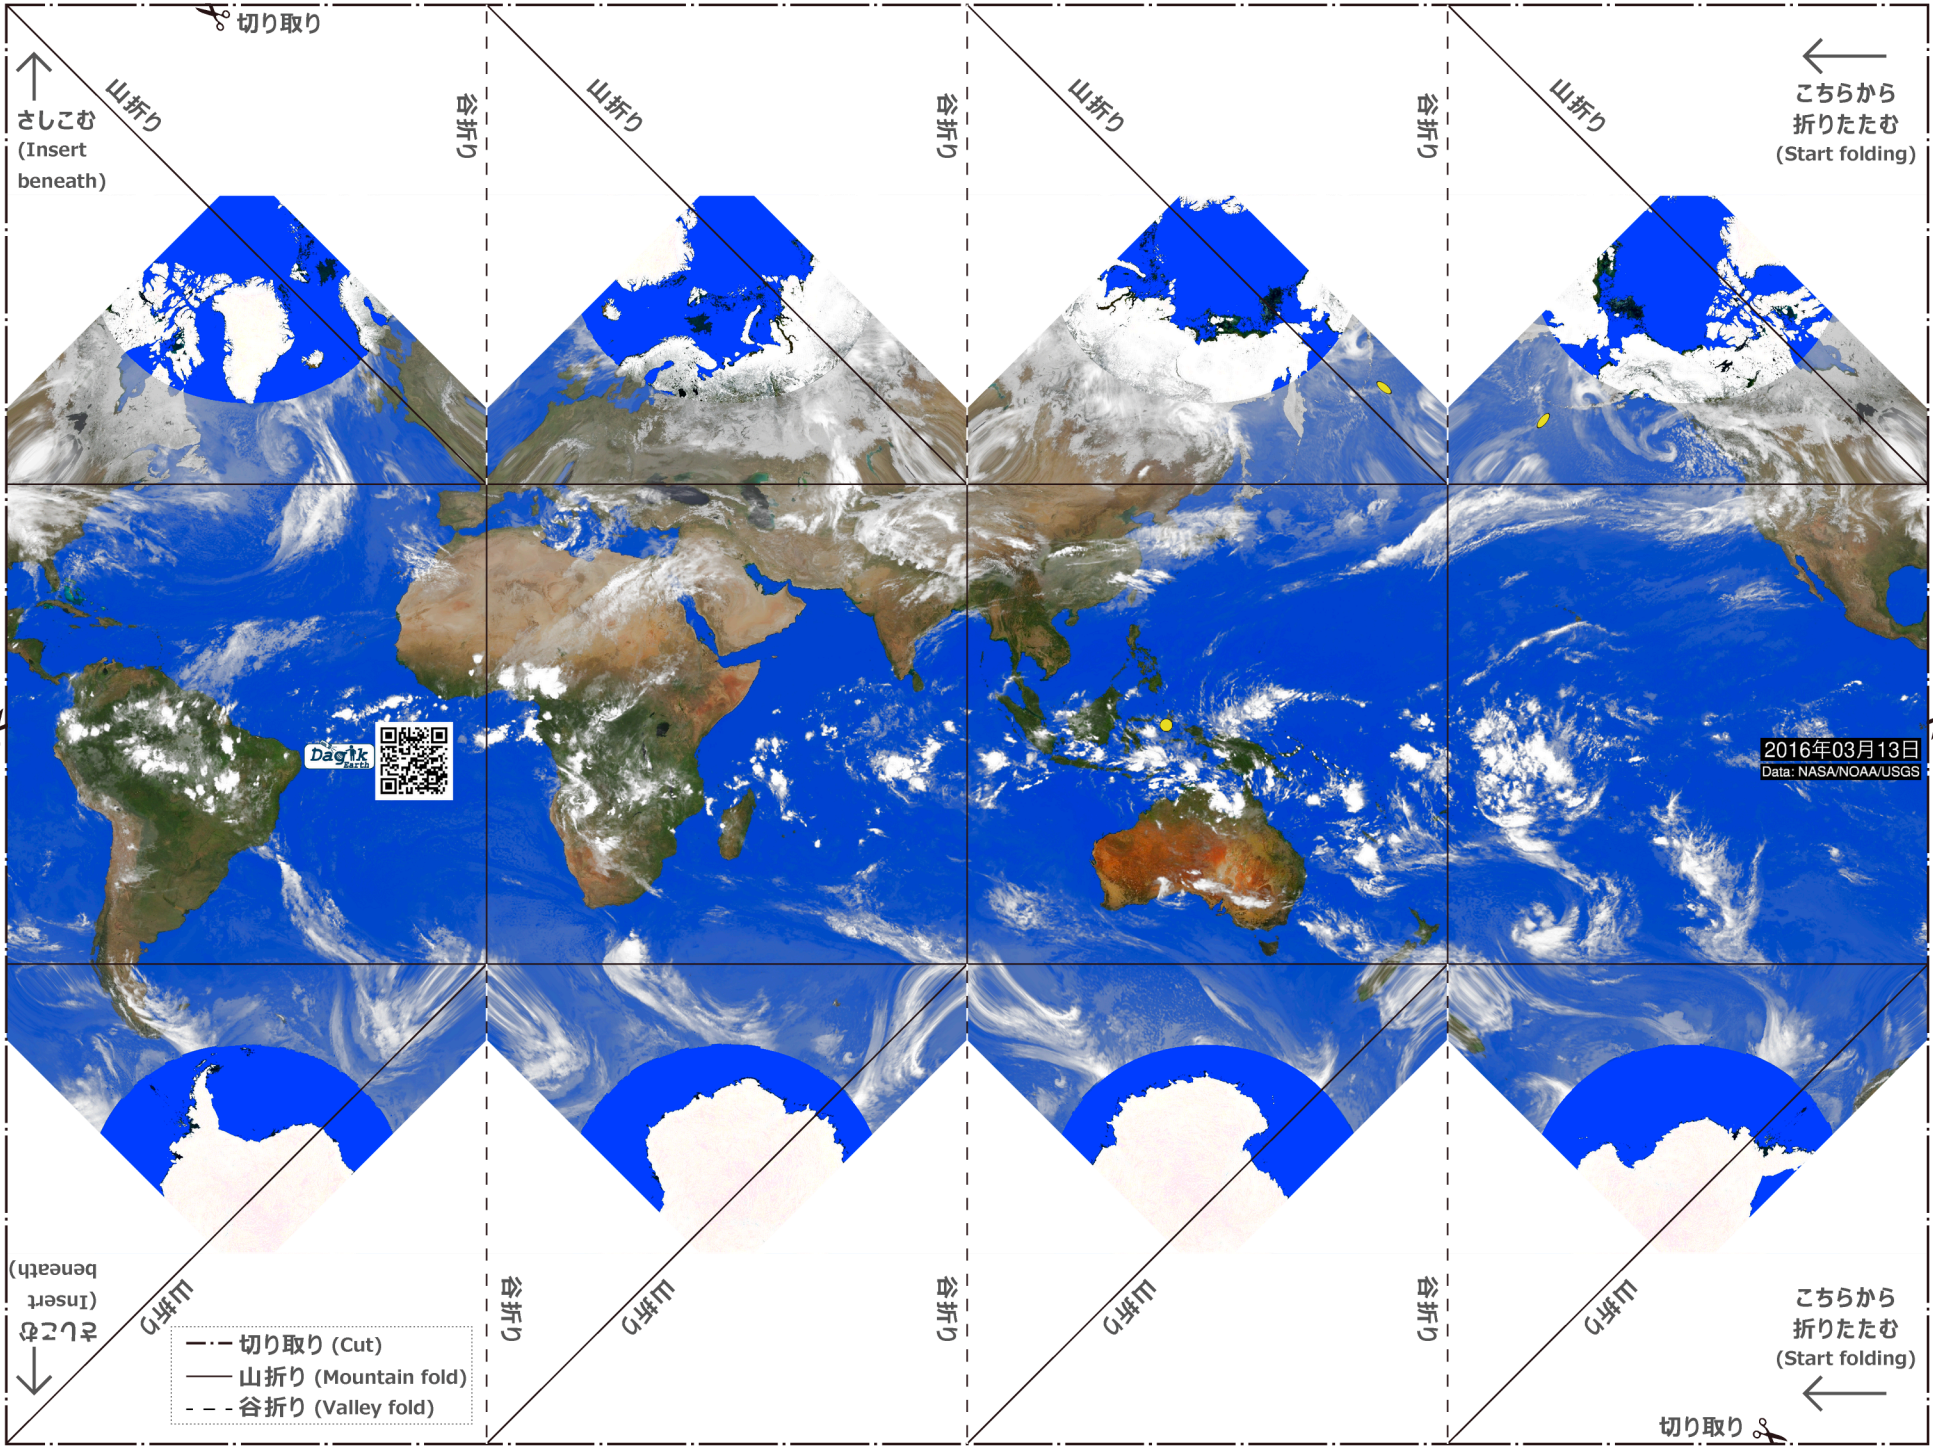 切り取り
こちらから
折りたたむ
(Start folding)
さしこむ
(Insert
beneath)
山折り
谷折り
山折り
谷折り
山折り
谷折り
山折り
Dagik
Earth
2016年03月13日
Data: NASA/NOAA/USGS
さしこむ
(Insert
beneath)
山折り
谷折り
山折り
谷折り
山折り
谷折り
山折り
こちらから
折りたたむ
(Start folding)
切り取り (Cut)
山折り (Mountain fold)
谷折り (Valley fold)
切り取り